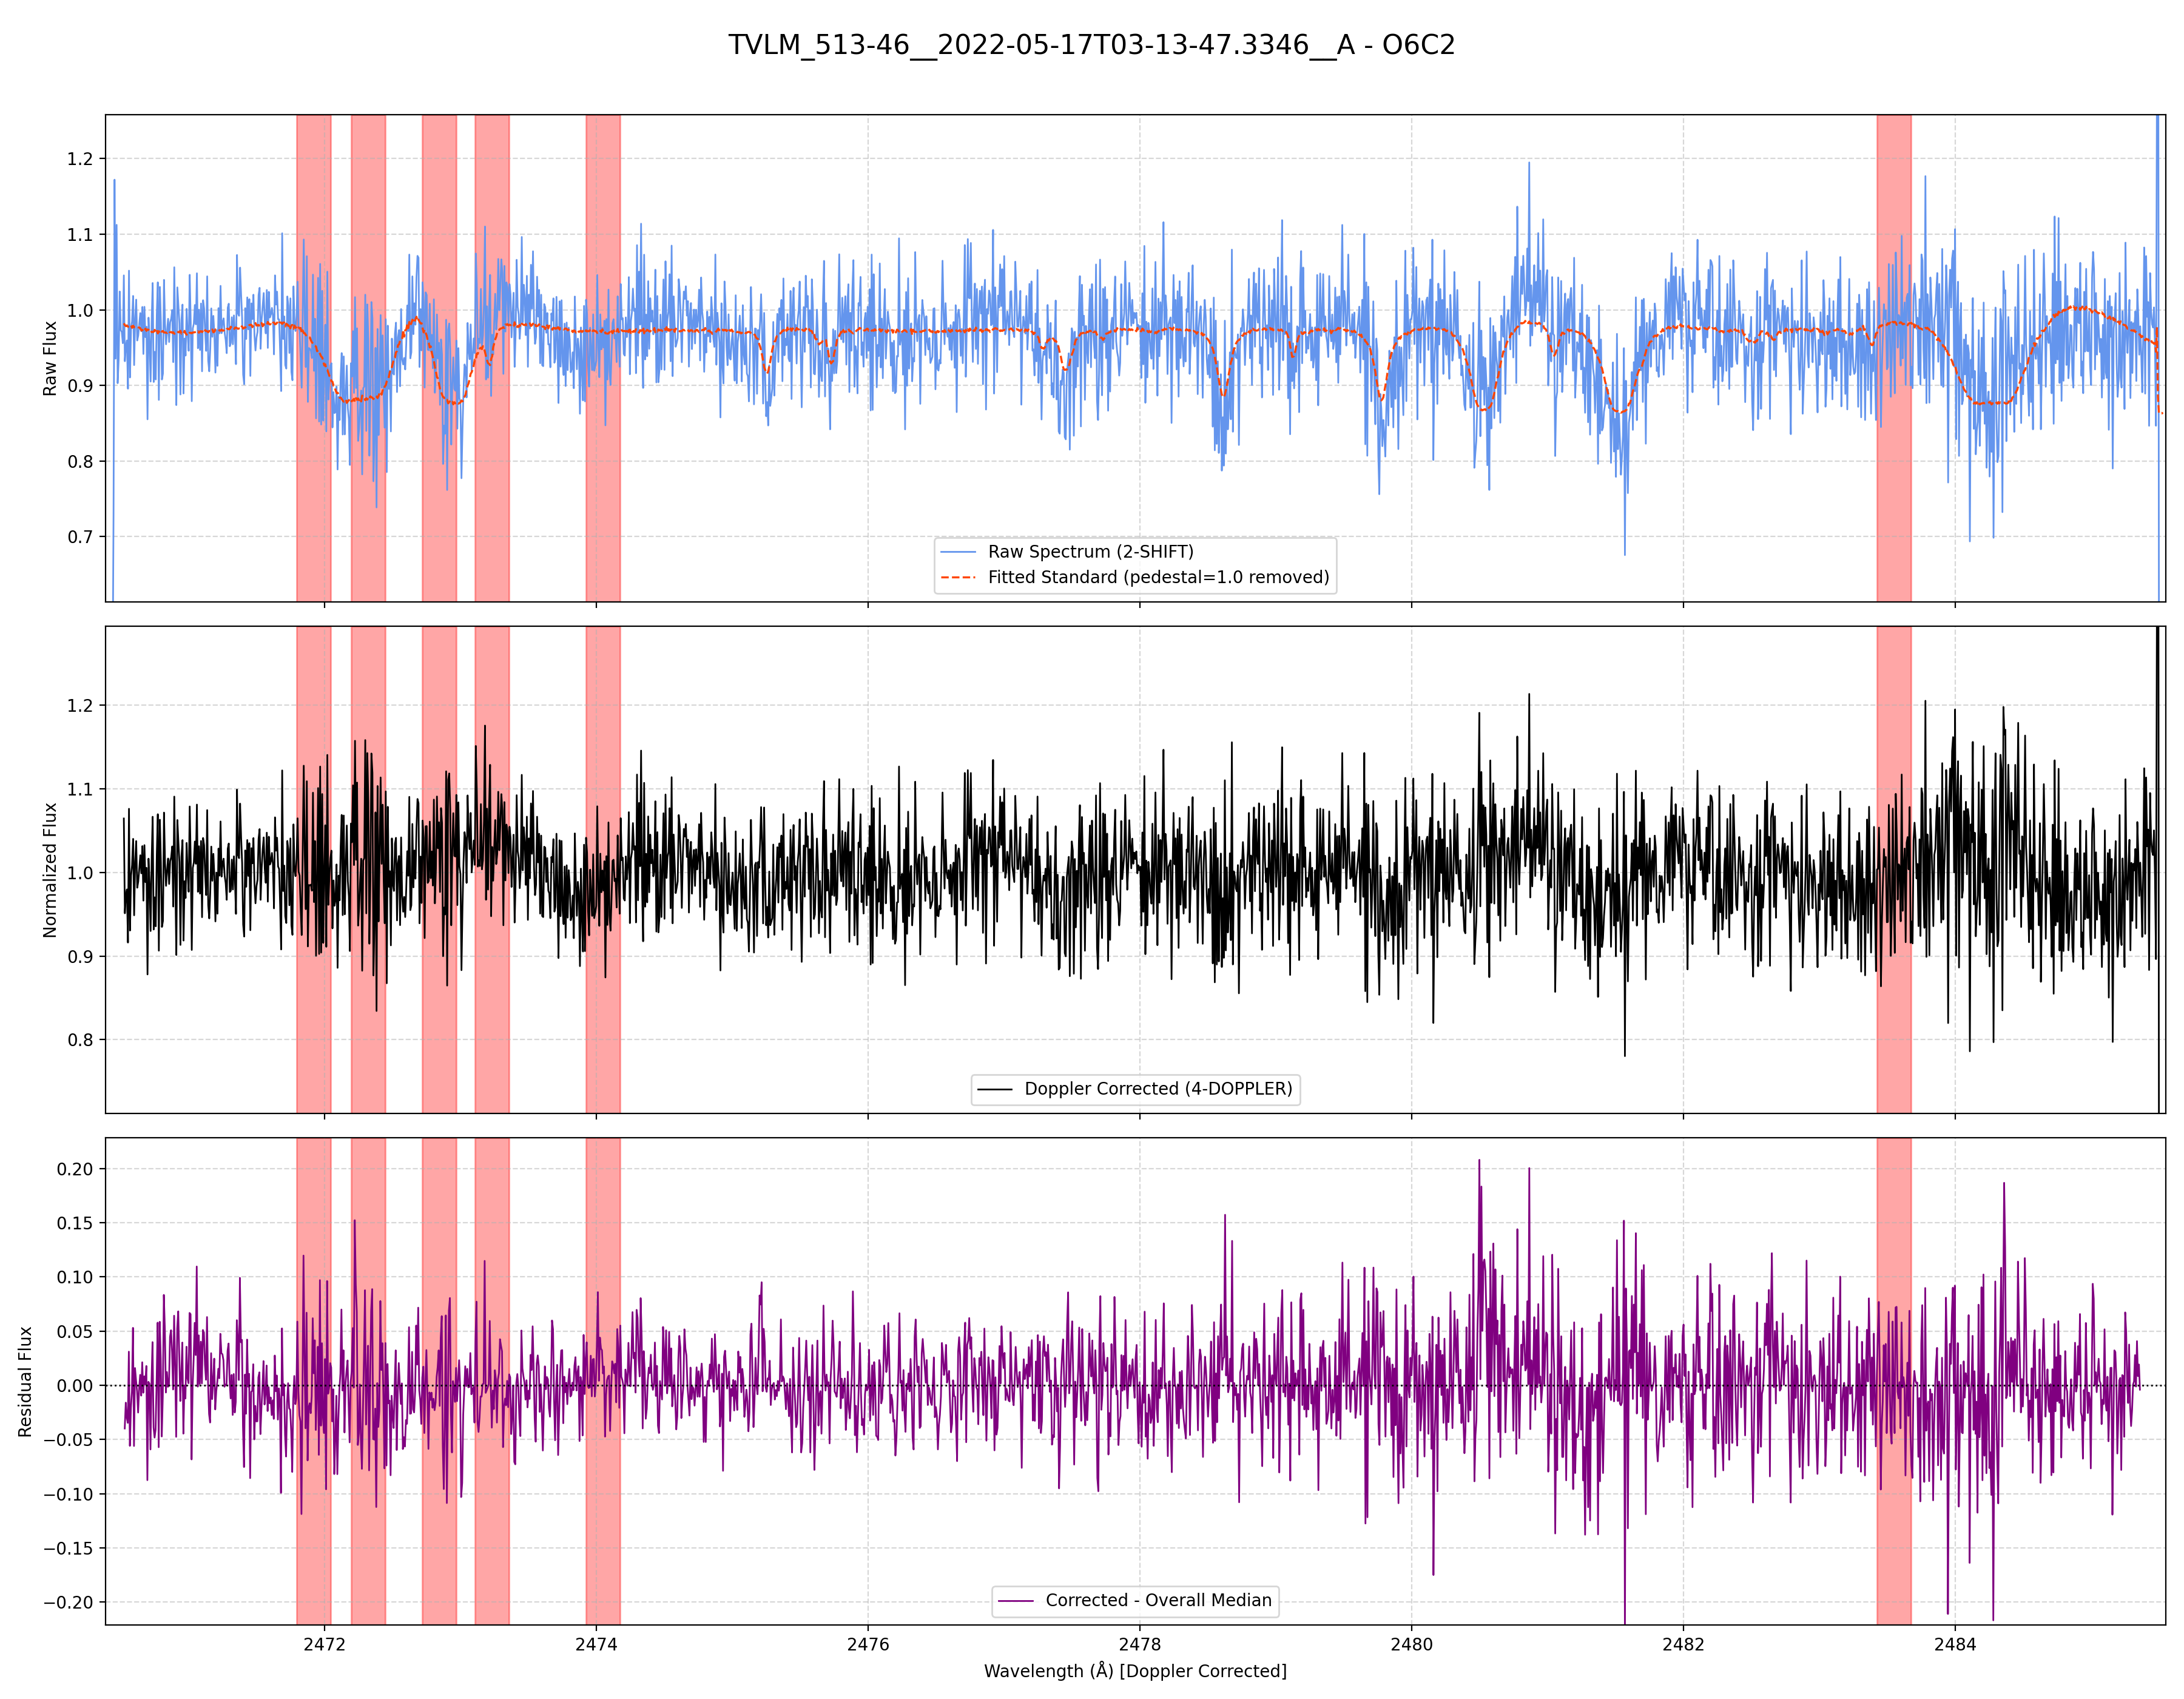 TVLM_513-46__2022-05-17T03-13-47.3346__A - O6C2
Raw Flux
1.2
1.1
1.0
0.9
0.8
0.7
Raw Spectrum (2-SHIFT)
Fitted Standard (pedestal=1.0 removed)
Normalized Flux
1.2
1.1
1.0
0.9
0.8
Doppler Corrected (4-DOPPLER)
Residual Flux
0.20
0.15
0.10
0.05
0.00
−0.05
−0.10
−0.15
−0.20
Corrected - Overall Median
2472 2474 2476 2478 2480 2482 2484
Wavelength (Å) [Doppler Corrected]